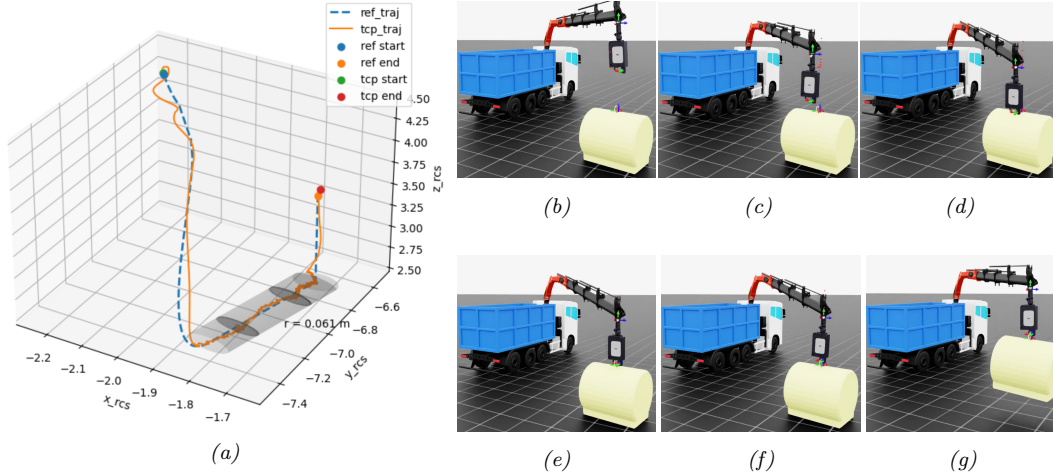 ref_traj
tcp_traj
ref start
ref end
tcp start
tcp end
4.50
4.25
4.00
3.75
3.50
3.25
3.00
2.75
2.50
z_rcs
−6.6
−6.8
−7.0
−7.2
−7.4
y_rcs
r = 0.061 m
−2.2
−2.1
−2.0
−1.9
−1.8
−1.7
x_rcs
(a)
(b)
(c)
(d)
(e)
(f)
(g)